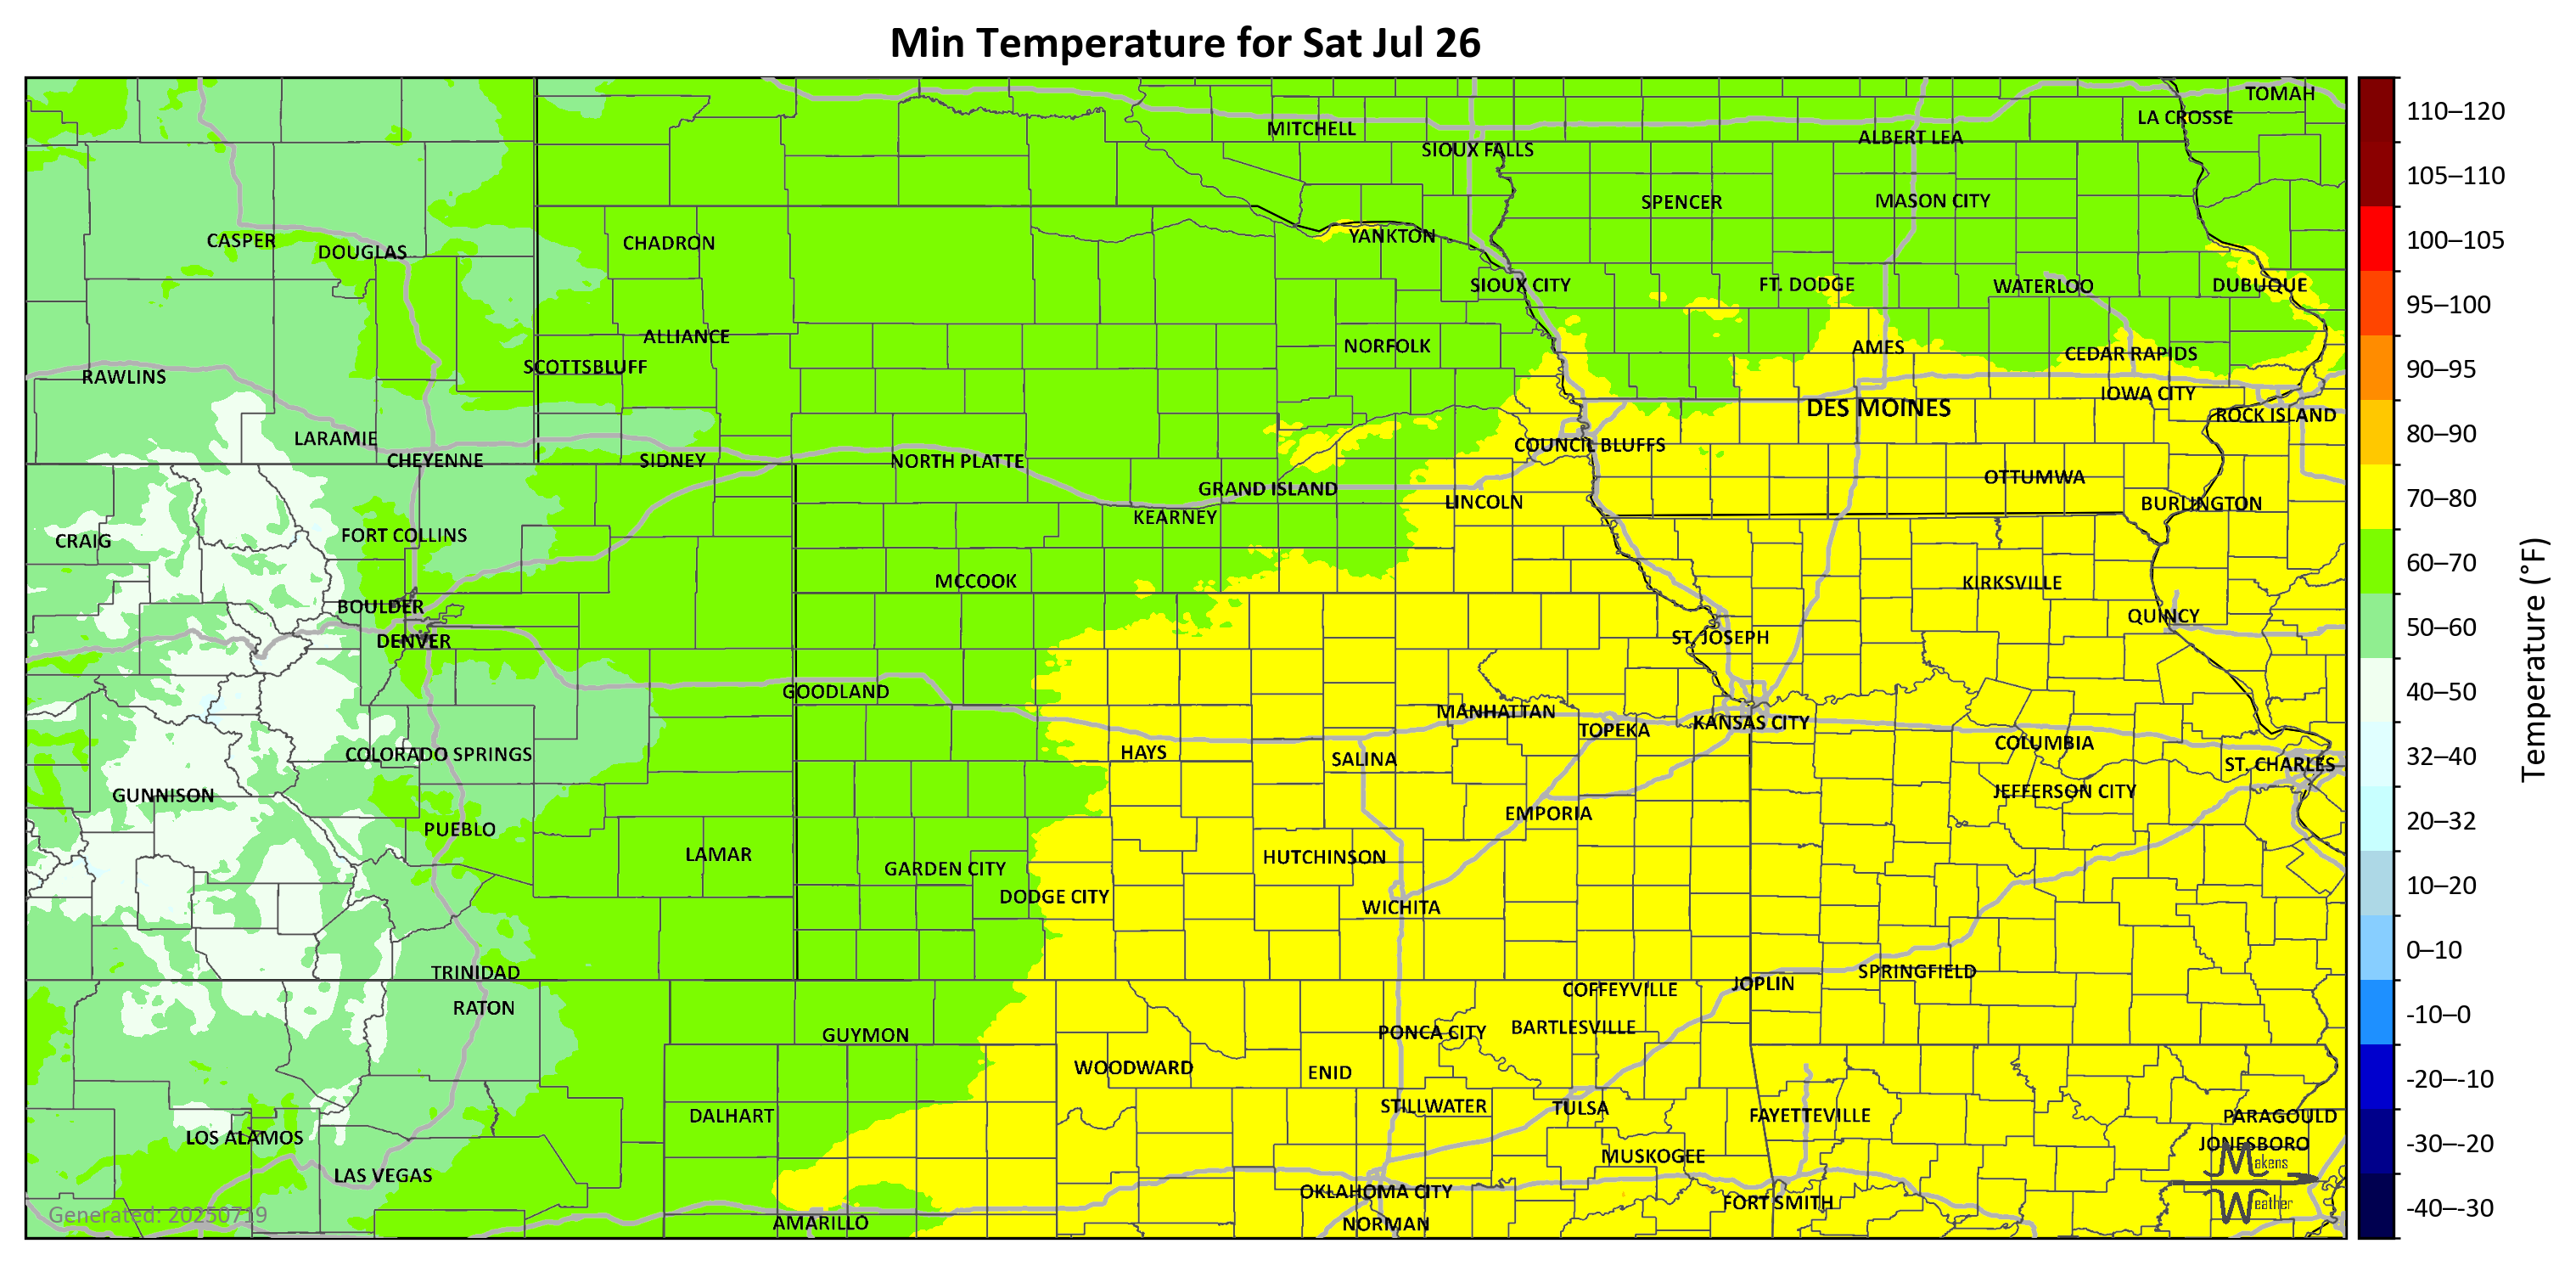 Min Temperature for Sat Jul 26
TOMAH
LA CROSSE
MITCHELL
ALBERT LEA
SIOUX FALLS
SPENCER
MASON CITY
CASPER
DOUGLAS
CHADRON
YANKTON
SIOUX CITY
FT. DODGE
WATERLOO
DUBUQUE
ALLIANCE
NORFOLK
AMES
CEDAR RAPIDS
SCOTTSBLUFF
RAWLINS
IOWA CITY
DES MOINES
ROCK ISLAND
LARAMIE
COUNCIL BLUFFS
CHEYENNE
SIDNEY
NORTH PLATTE
OTTUMWA
GRAND ISLAND
LINCOLN
BURLINGTON
KEARNEY
FORT COLLINS
CRAIG
MCCOOK
KIRKSVILLE
BOULDER
QUINCY
DENVER
ST. JOSEPH
GOODLAND
MANHATTAN
KANSAS CITY
TOPEKA
COLUMBIA
HAYS
COLORADO SPRINGS
SALINA
ST. CHARLES
JEFFERSON CITY
GUNNISON
EMPORIA
PUEBLO
LAMAR
HUTCHINSON
GARDEN CITY
DODGE CITY
WICHITA
TRINIDAD
SPRINGFIELD
JOPLIN
COFFEYVILLE
RATON
BARTLESVILLE
PONCA CITY
GUYMON
WOODWARD
ENID
STILLWATER
TULSA
DALHART
FAYETTEVILLE
PARAGOULD
LOS ALAMOS
JONESBORO
MUSKOGEE
LAS VEGAS
OKLAHOMA CITY
FORT SMITH
AMARILLO
NORMAN
Generated: 20250719
Makens
Weather
110–120
105–110
100–105
95–100
90–95
80–90
70–80
60–70
50–60
40–50
32–40
20–32
10–20
0–10
-10–0
-20–-10
-30–-20
-40–-30
Temperature (°F)